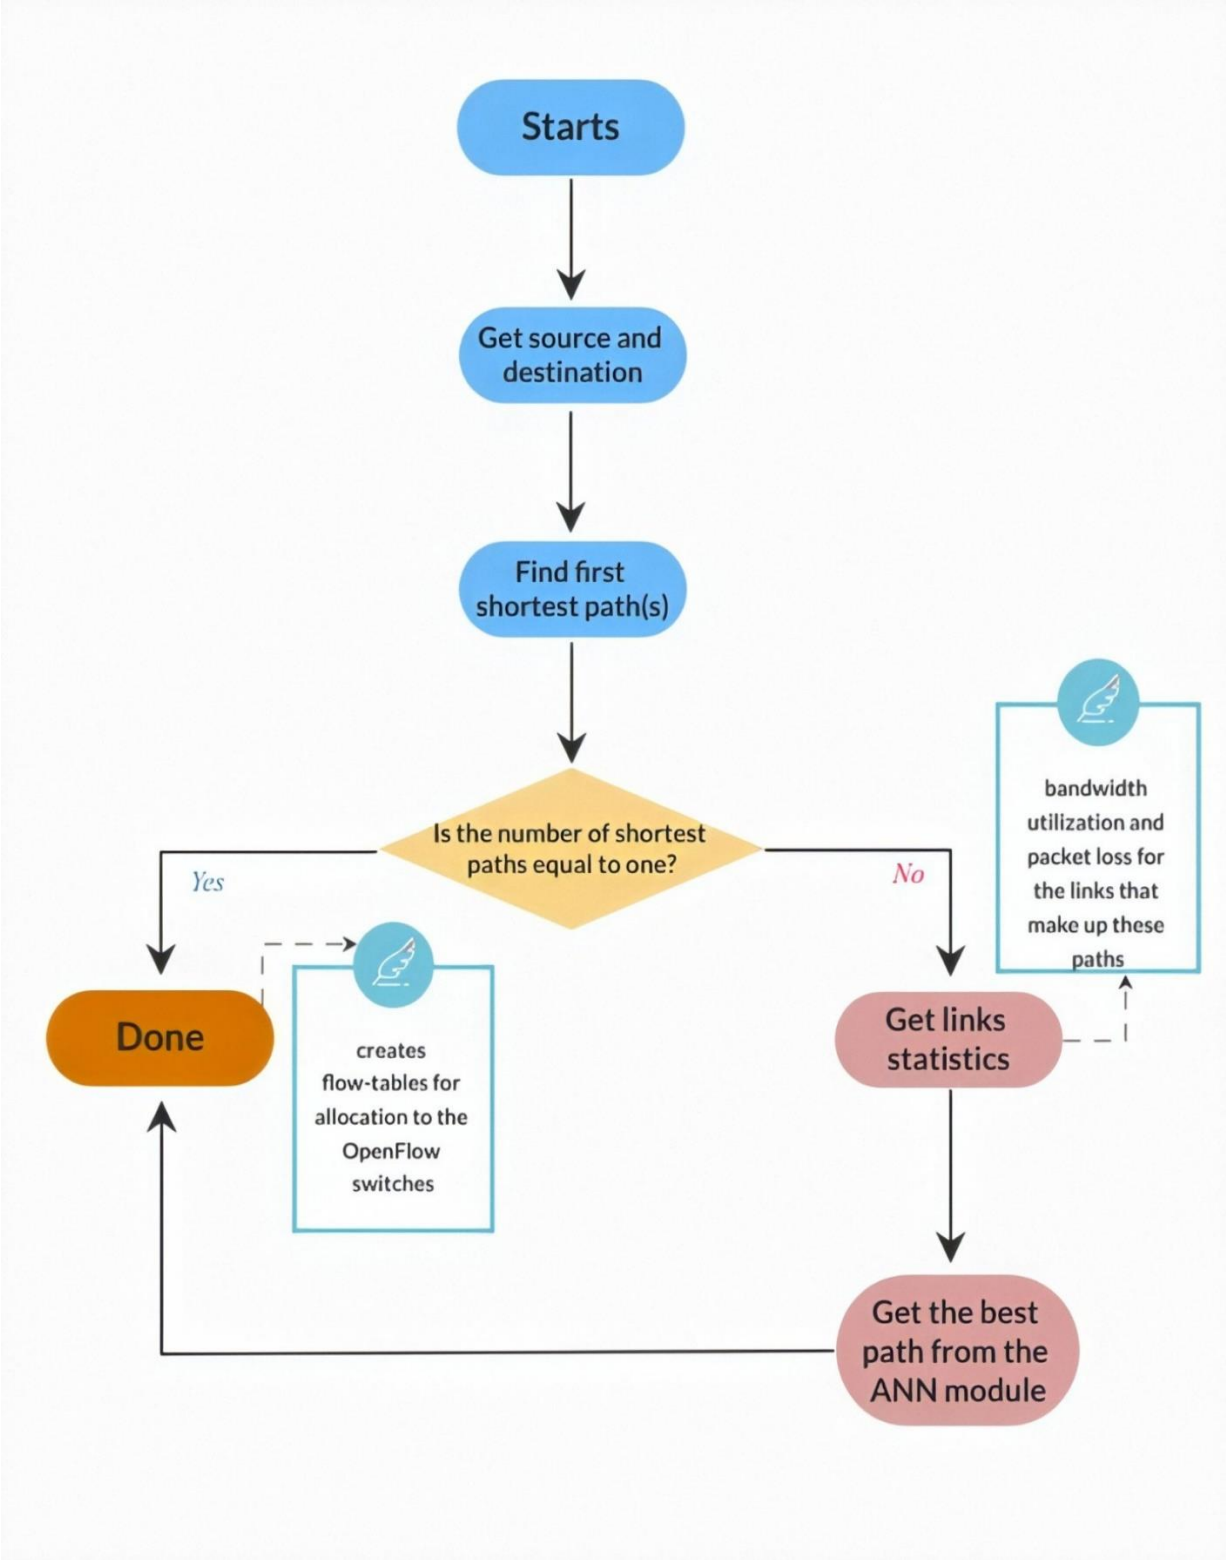 Starts
Get source and
destination
Find first
shortest path(s)
Is the number of shortest
paths equal to one?
Yes
No
bandwidth
utilization and
packet loss for
the links that
make up these
paths
Done
creates
flow-tables for
allocation to the
OpenFlow
switches
Get links
statistics
Get the best
path from the
ANN module